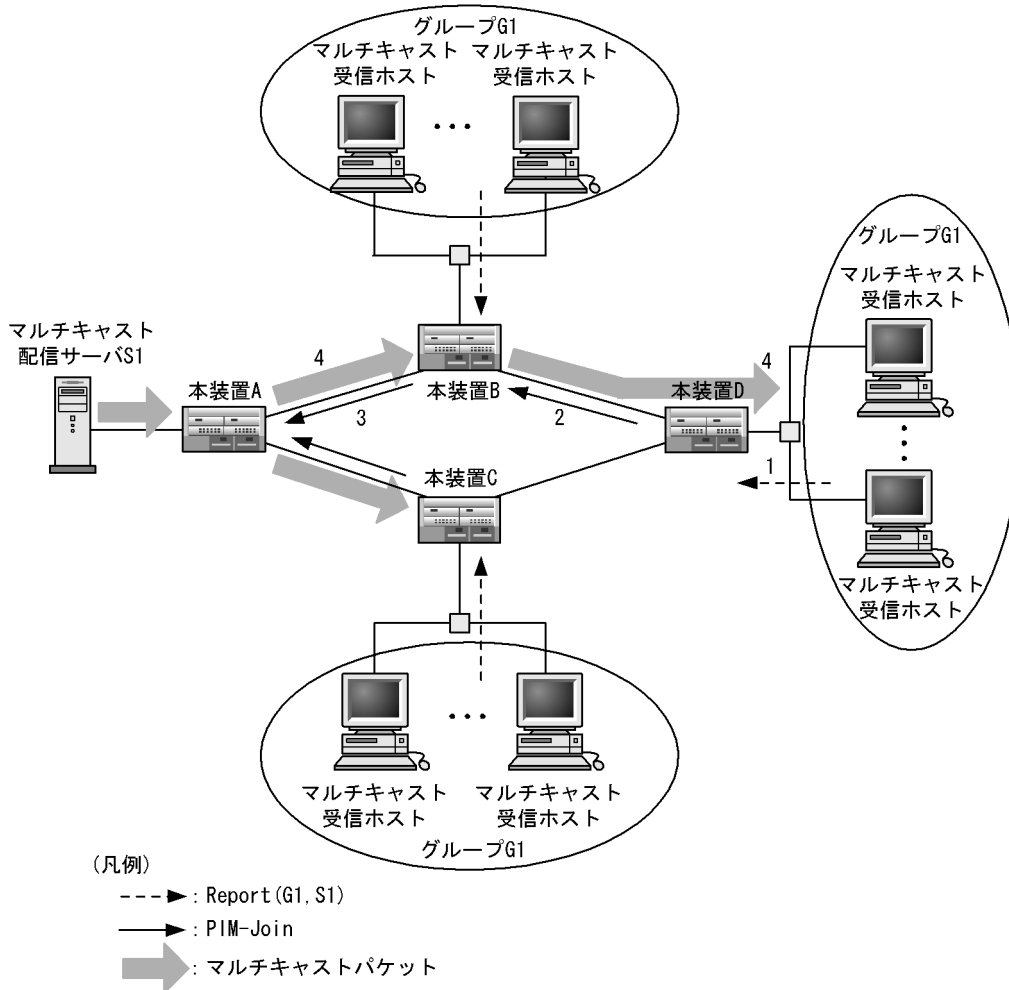 グループG1
マルチキャスト マルチキャスト
受信ホスト 受信ホスト
グループG1
マルチキャスト
受信ホスト
マルチキャスト
配信サーバS1
4
本装置A
3
本装置B
2
本装置D
4
1
本装置C
マルチキャスト
受信ホスト
マルチキャスト マルチキャスト
受信ホスト 受信ホスト
グループG1
(凡例)
: Report(G1,S1)
: PIM-Join
: マルチキャストパケット